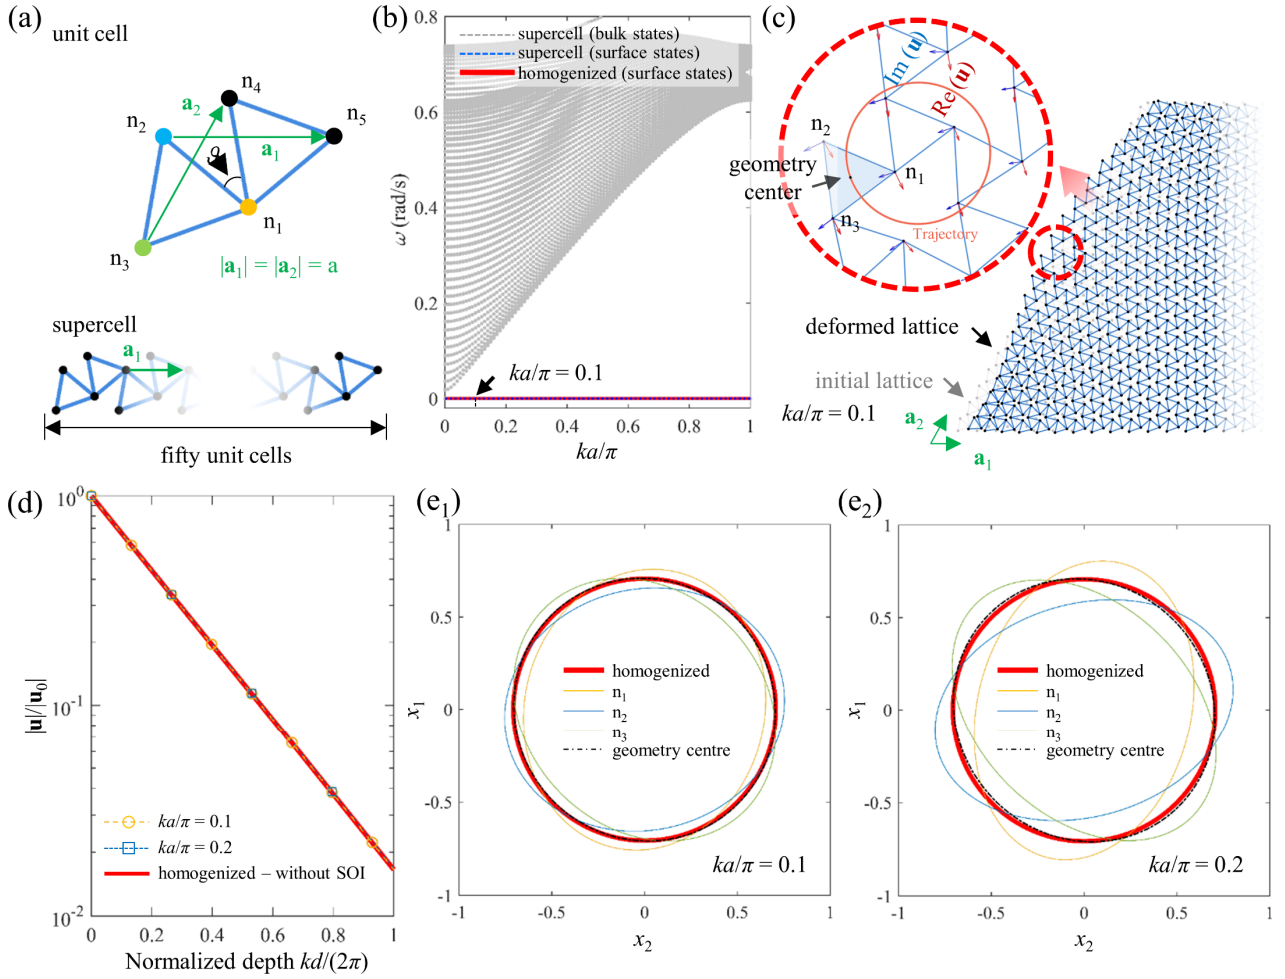 (a)
unit cell
n4
a2
n2
n5
a1
ϑ
n1
n3
|a1| = |a2| = a
supercell
a1
fifty unit cells
(b)
0.8
0.6
0.4
0.2
0
ω (rad/s)
supercell (bulk states)
supercell (surface states)
homogenized (surface states)
ka/π = 0.1
0
0.2
0.4
0.6
0.8
1
ka/π
(c)
Im (u)
Re (u)
n2
geometry
center
n1
n3
Trajectory
deformed lattice
initial lattice
ka/π = 0.1
a2
a1
(d)
10^0
10^-1
10^-2
|u|/|u0|
ka/π = 0.1
ka/π = 0.2
homogenized – without SOI
0
0.2
0.4
0.6
0.8
1
Normalized depth kd/(2π)
(e1)
1
0.5
0
-0.5
-1
x1
homogenized
n1
n2
n3
geometry centre
ka/π = 0.1
-1
-0.5
0
0.5
1
x2
(e2)
1
0.5
0
-0.5
-1
x1
homogenized
n1
n2
n3
geometry centre
ka/π = 0.2
-1
-0.5
0
0.5
1
x2